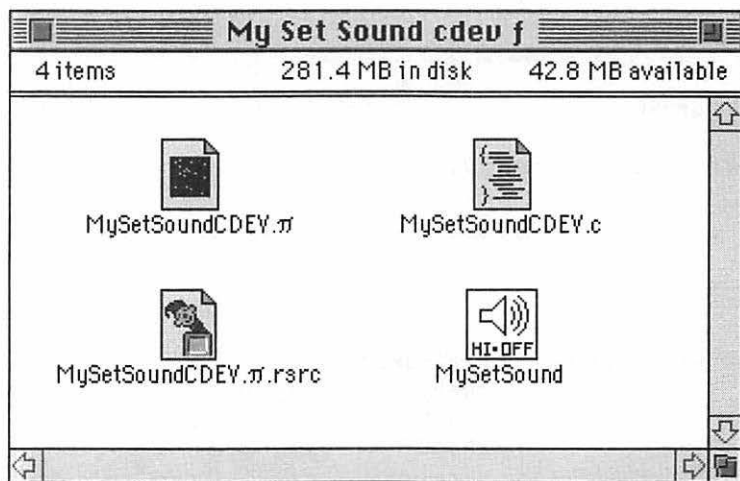 My Set Sound cdev ƒ
4 items 281.4 MB in disk 42.8 MB available
MySetSoundCDEV.π MySetSoundCDEV.c
HI•OFF
MySetSoundCDEV.π.rsrc MySetSound